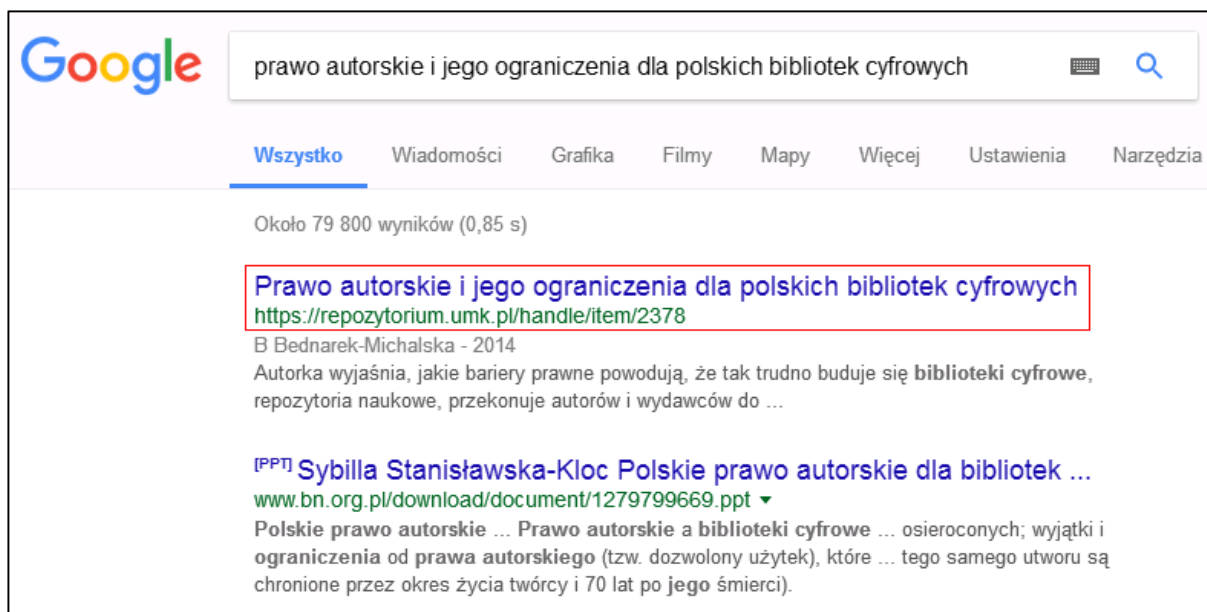 Google
prawo autorskie i jego ograniczenia dla polskich bibliotek cyfrowych
Wszystko Wiadomości Grafika Filmy Mapy Więcej Ustawienia Narzędzia
Około 79 800 wyników (0,85 s)
Prawo autorskie i jego ograniczenia dla polskich bibliotek cyfrowych
https://repozytorium.umk.pl/handle/item/2378
B Bednarek-Michalska - 2014
Autorka wyjaśnia, jakie bariery prawne powodują, że tak trudno buduje się biblioteki cyfrowe,
repozytoria naukowe, przekonuje autorów i wydawców do ...
[PPT] Sybilla Stanisławska-Kloc Polskie prawo autorskie dla bibliotek ...
www.bn.org.pl/download/document/1279799669.ppt
Polskie prawo autorskie ... Prawo autorskie a biblioteki cyfrowe ... osieroconych; wyjątki i
ograniczenia od prawa autorskiego (tzw. dozwolony użytek), które ... tego samego utworu są
chronione przez okres życia twórcy i 70 lat po jego śmierci).